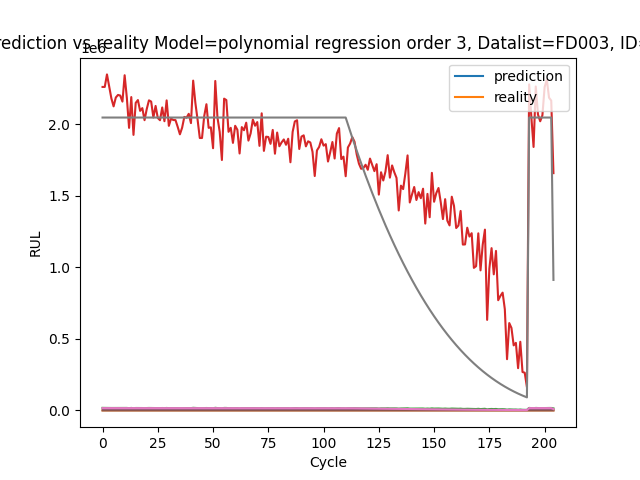 rediction vs reality Model=polynomial regression order 3, Datalist=FD003, ID=
1e6
prediction
reality
2.0
1.5
1.0
0.5
0.0
RUL
0 25 50 75 100 125 150 175 200
Cycle